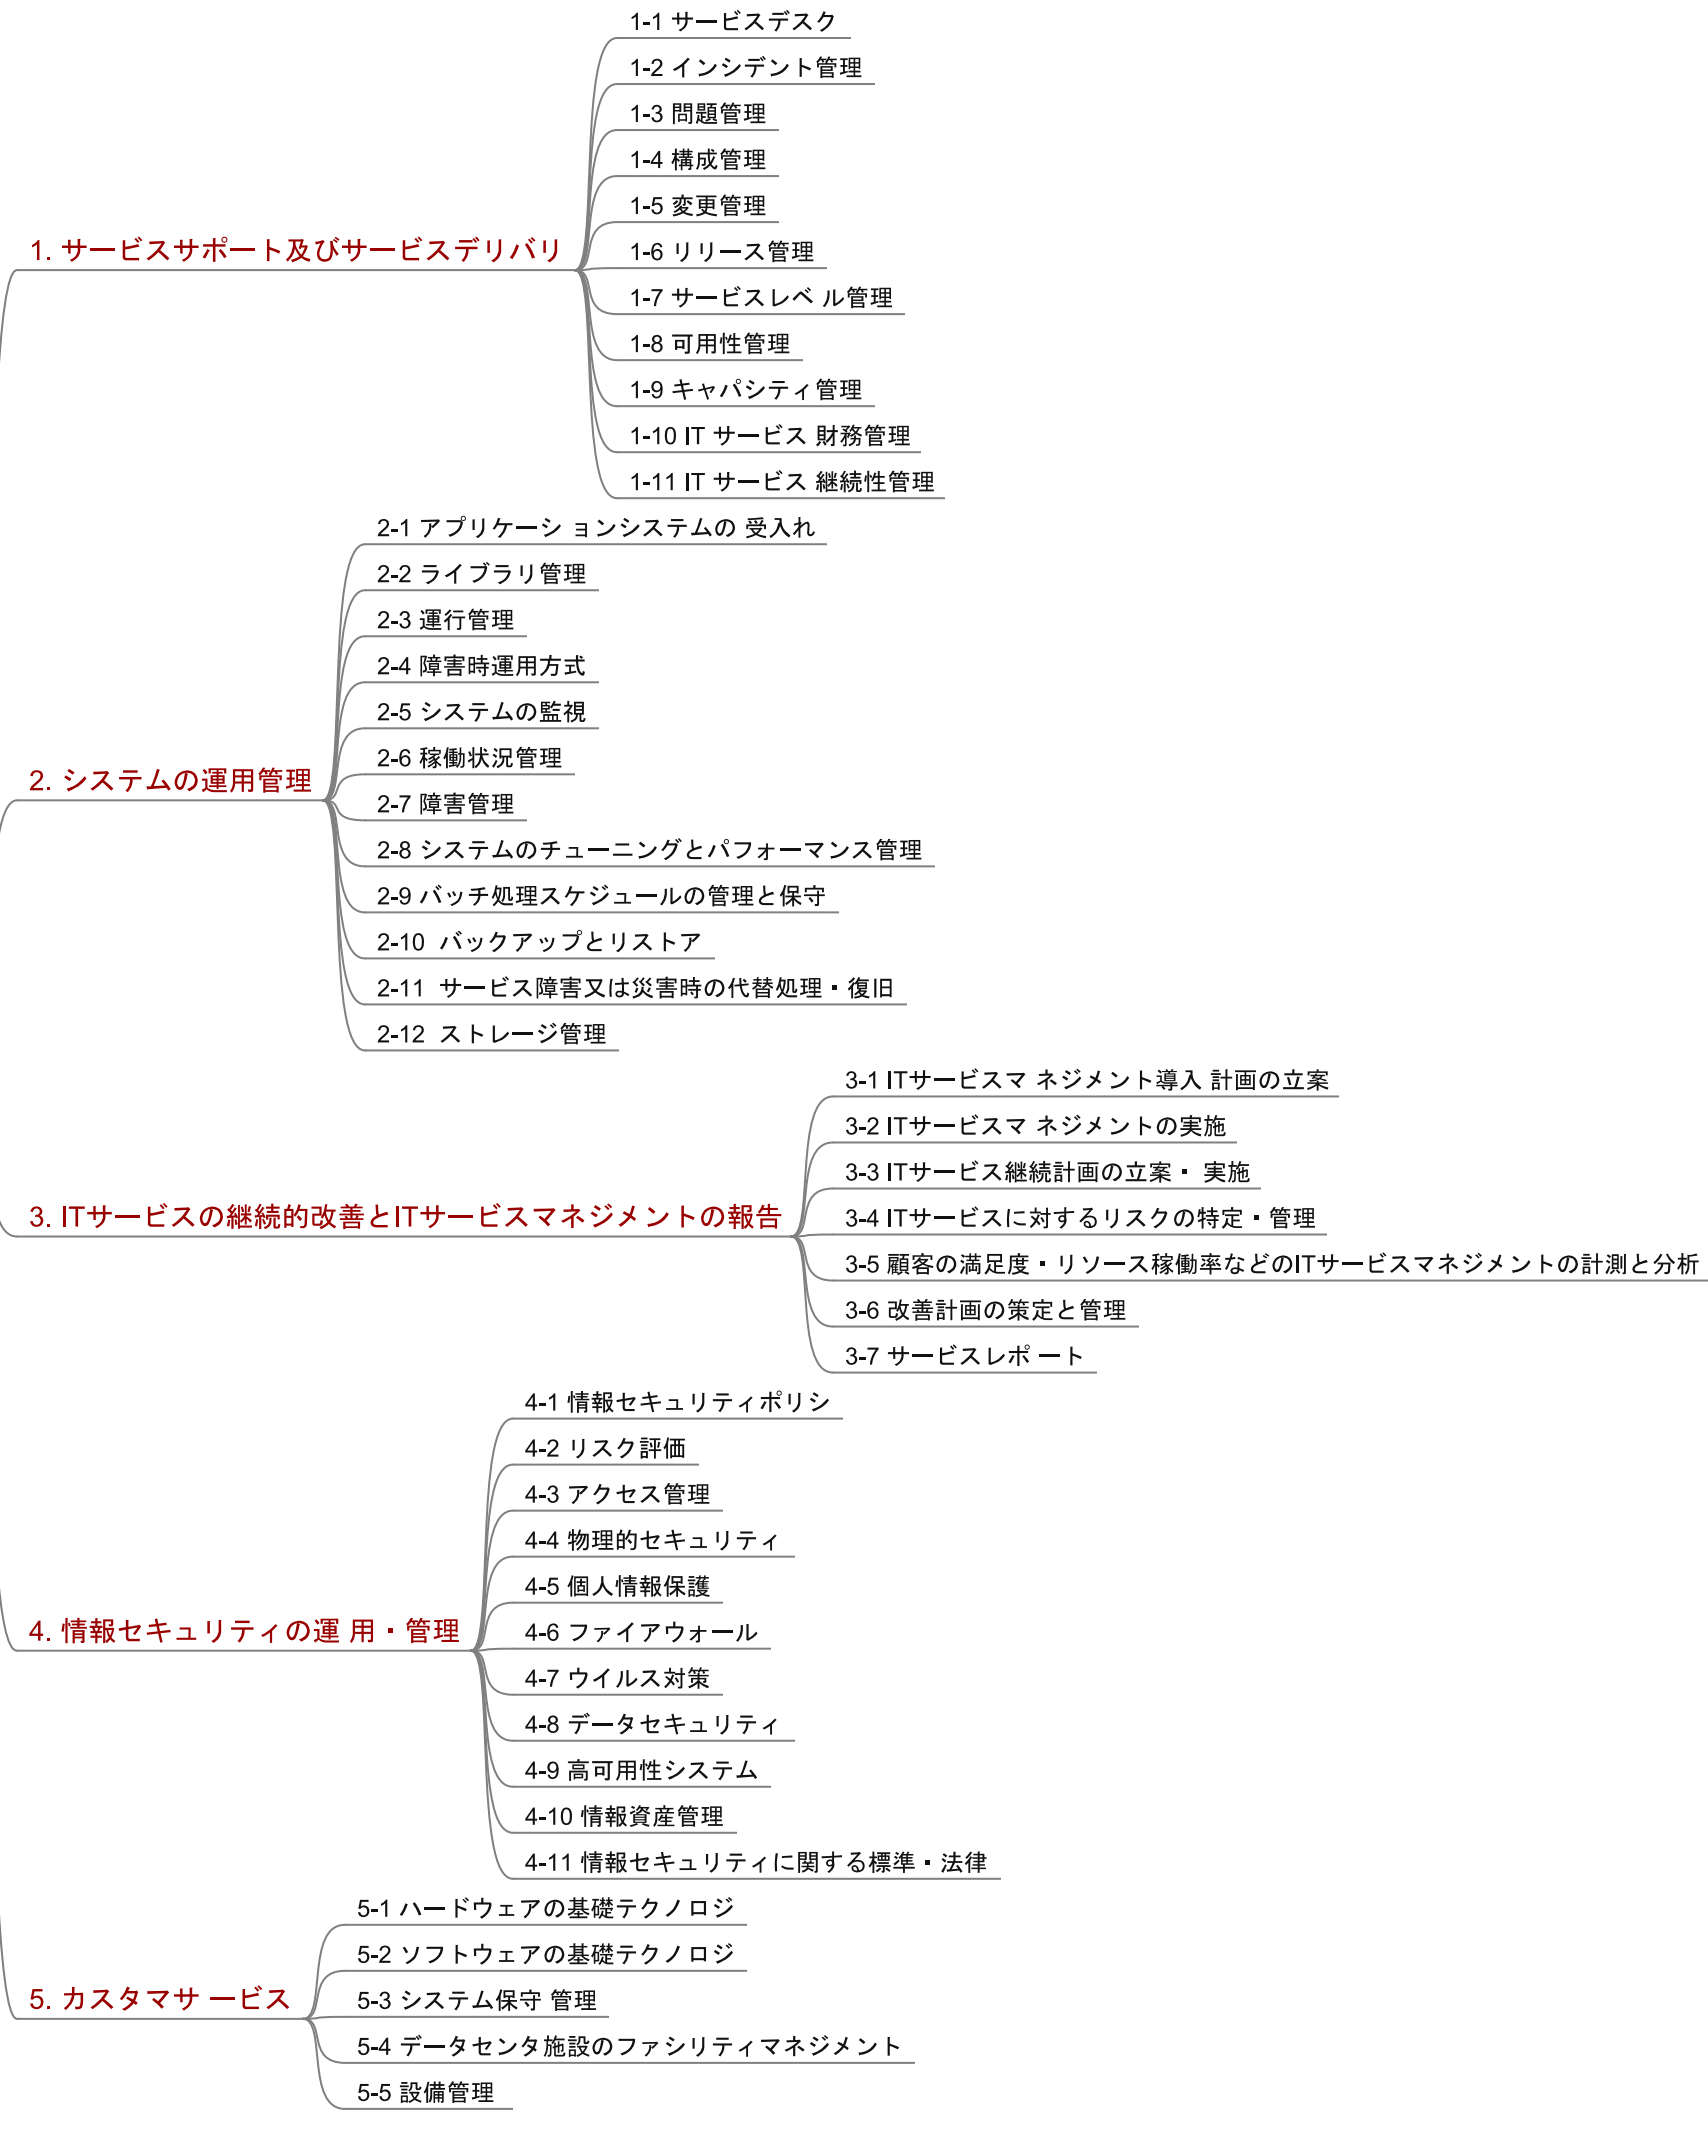 1. サービスサポート及びサービスデリバリ
1-1 サービスデスク
1-2 インシデント管理
1-3 問題管理
1-4 構成管理
1-5 変更管理
1-6 リリース管理
1-7 サービスレベ ル管理
1-8 可用性管理
1-9 キャパシティ管理
1-10 IT サービス 財務管理
1-11 IT サービス 継続性管理
2. システムの運用管理
2-1 アプリケーシ ョンシステムの 受入れ
2-2 ライブラリ管理
2-3 運行管理
2-4 障害時運用方式
2-5 システムの監視
2-6 稼働状況管理
2-7 障害管理
2-8 システムのチューニングとパフォーマンス管理
2-9 バッチ処理スケジュールの管理と保守
2-10  バックアップとリストア
2-11  サービス障害又は災害時の代替処理・復旧
2-12  ストレージ管理
3. ITサービスの継続的改善とITサービスマネジメントの報告
3-1 ITサービスマ ネジメント導入 計画の立案
3-2 ITサービスマ ネジメントの実施
3-3 ITサービス継続計画の立案・ 実施
3-4 ITサービスに対するリスクの特定・管理
3-5 顧客の満足度・リソース稼働率などのITサービスマネジメントの計測と分析
3-6 改善計画の策定と管理
3-7 サービスレポ ート
4. 情報セキュリティの運 用・管理
4-1 情報セキュリティポリシ
4-2 リスク評価
4-3 アクセス管理
4-4 物理的セキュリティ
4-5 個人情報保護
4-6 ファイアウォール
4-7 ウイルス対策
4-8 データセキュリティ
4-9 高可用性システム
4-10 情報資産管理
4-11 情報セキュリティに関する標準・法律
5. カスタマサ ービス
5-1 ハードウェアの基礎テクノロジ
5-2 ソフトウェアの基礎テクノロジ
5-3 システム保守 管理
5-4 データセンタ施設のファシリティマネジメント
5-5 設備管理